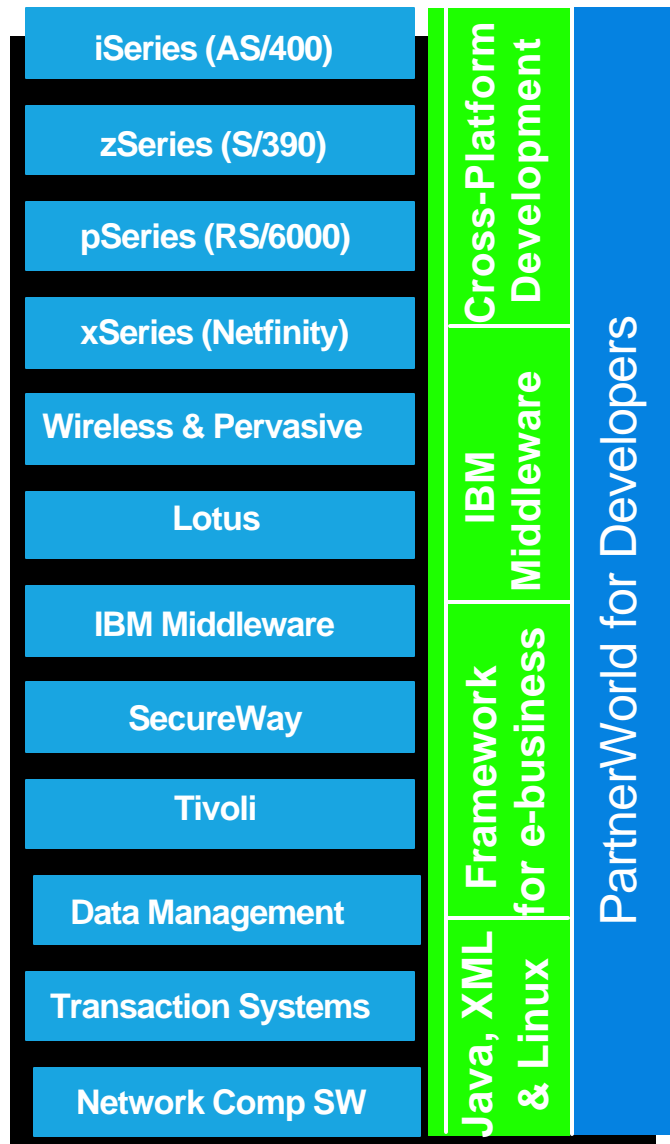 iSeries (AS/400)
zSeries (S/390)
pSeries (RS/6000)
xSeries (Netfinity)
Wireless & Pervasive
Lotus
IBM Middleware
SecureWay
Tivoli
Data Management
Transaction Systems
Network Comp SW
Cross-Platform
Development
IBM
Middleware
Framework
for e-business
Java, XML
& Linux
PartnerWorld for Developers